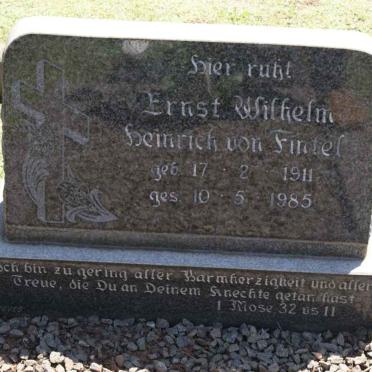 Hier ruht
Ernst Wilhelm
Heinrich von Fintel
geb. 17 · 2 · 1911
ges. 10 · 5 · 1985
Ich bin zu gering aller Barmherzigkeit und aller
Treue, die Du an Deinem Knechte getan hast
1 Mose 32 vs 11